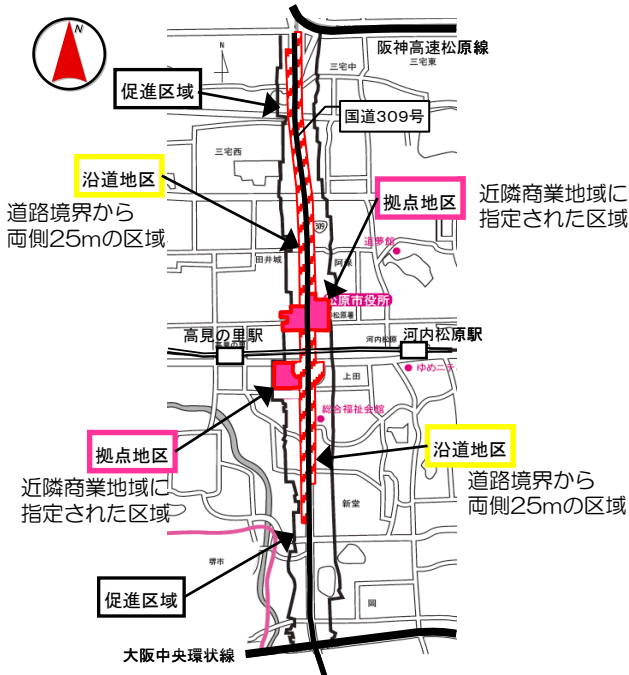 N
阪神高速松原線
三宅東
三宅中
N
促進区域
国道309号
三宅西
沿道地区
道路境界から
両側25mの区域
拠点地区
近隣商業地域に
指定された区域
309
田井城
阿保
松原市役所
松原署
高見の里駅
河内松原
河内松原駅
上田
ゆめニティ
総合福祉会館
拠点地区
近隣商業地域に
指定された区域
沿道地区
道路境界から
両側25mの区域
新堂
堺市
促進区域
岡
大阪中央環状線